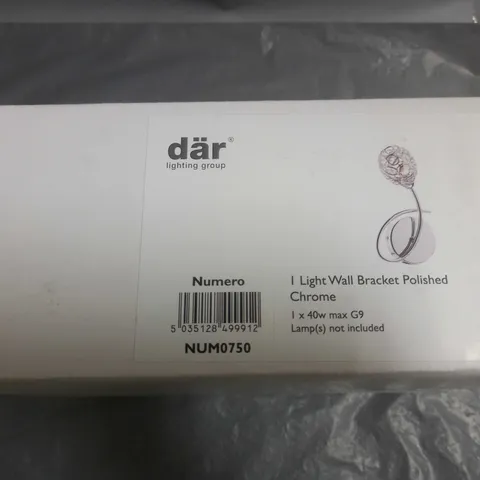 där®
lighting group
Numero
5 035128 499912
NUM0750
1 Light Wall Bracket Polished
Chrome
1 x 40w max G9
Lamp(s) not included